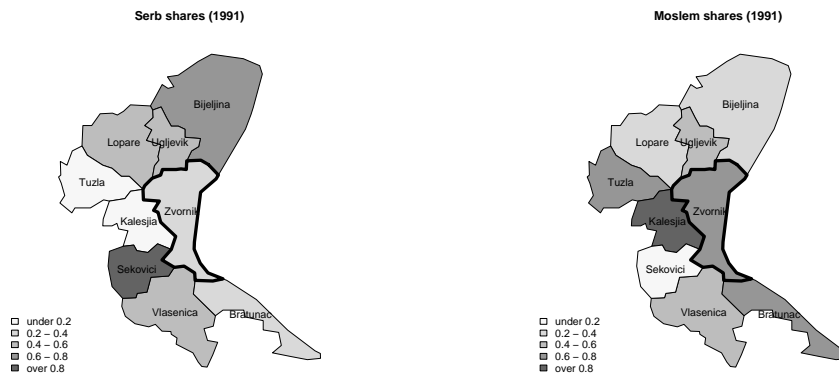 Serb shares (1991)
Bijeljina
Lopare
Ugljevik
Tuzla
Zvornik
Kalesjia
Sekovici
Vlasenica
Bratunac
under 0.2
0.2 – 0.4
0.4 – 0.6
0.6 – 0.8
over 0.8
Moslem shares (1991)
Bijeljina
Lopare
Ugljevik
Tuzla
Zvornik
Kalesjia
Sekovici
Vlasenica
Bratunac
under 0.2
0.2 – 0.4
0.4 – 0.6
0.6 – 0.8
over 0.8